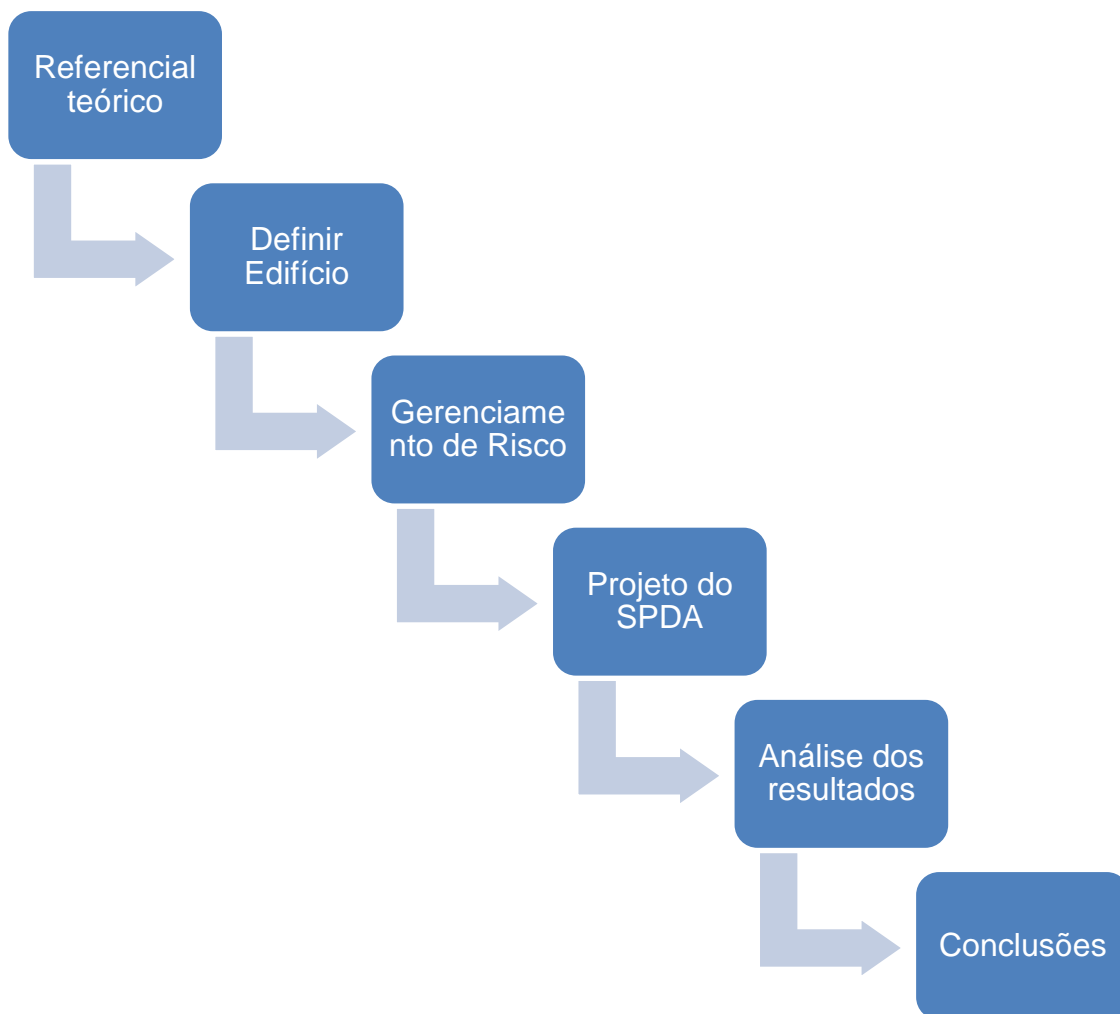 Referencial
teórico
Definir
Edifício
Gerenciame
nto de Risco
Projeto do
SPDA
Análise dos
resultados
Conclusões